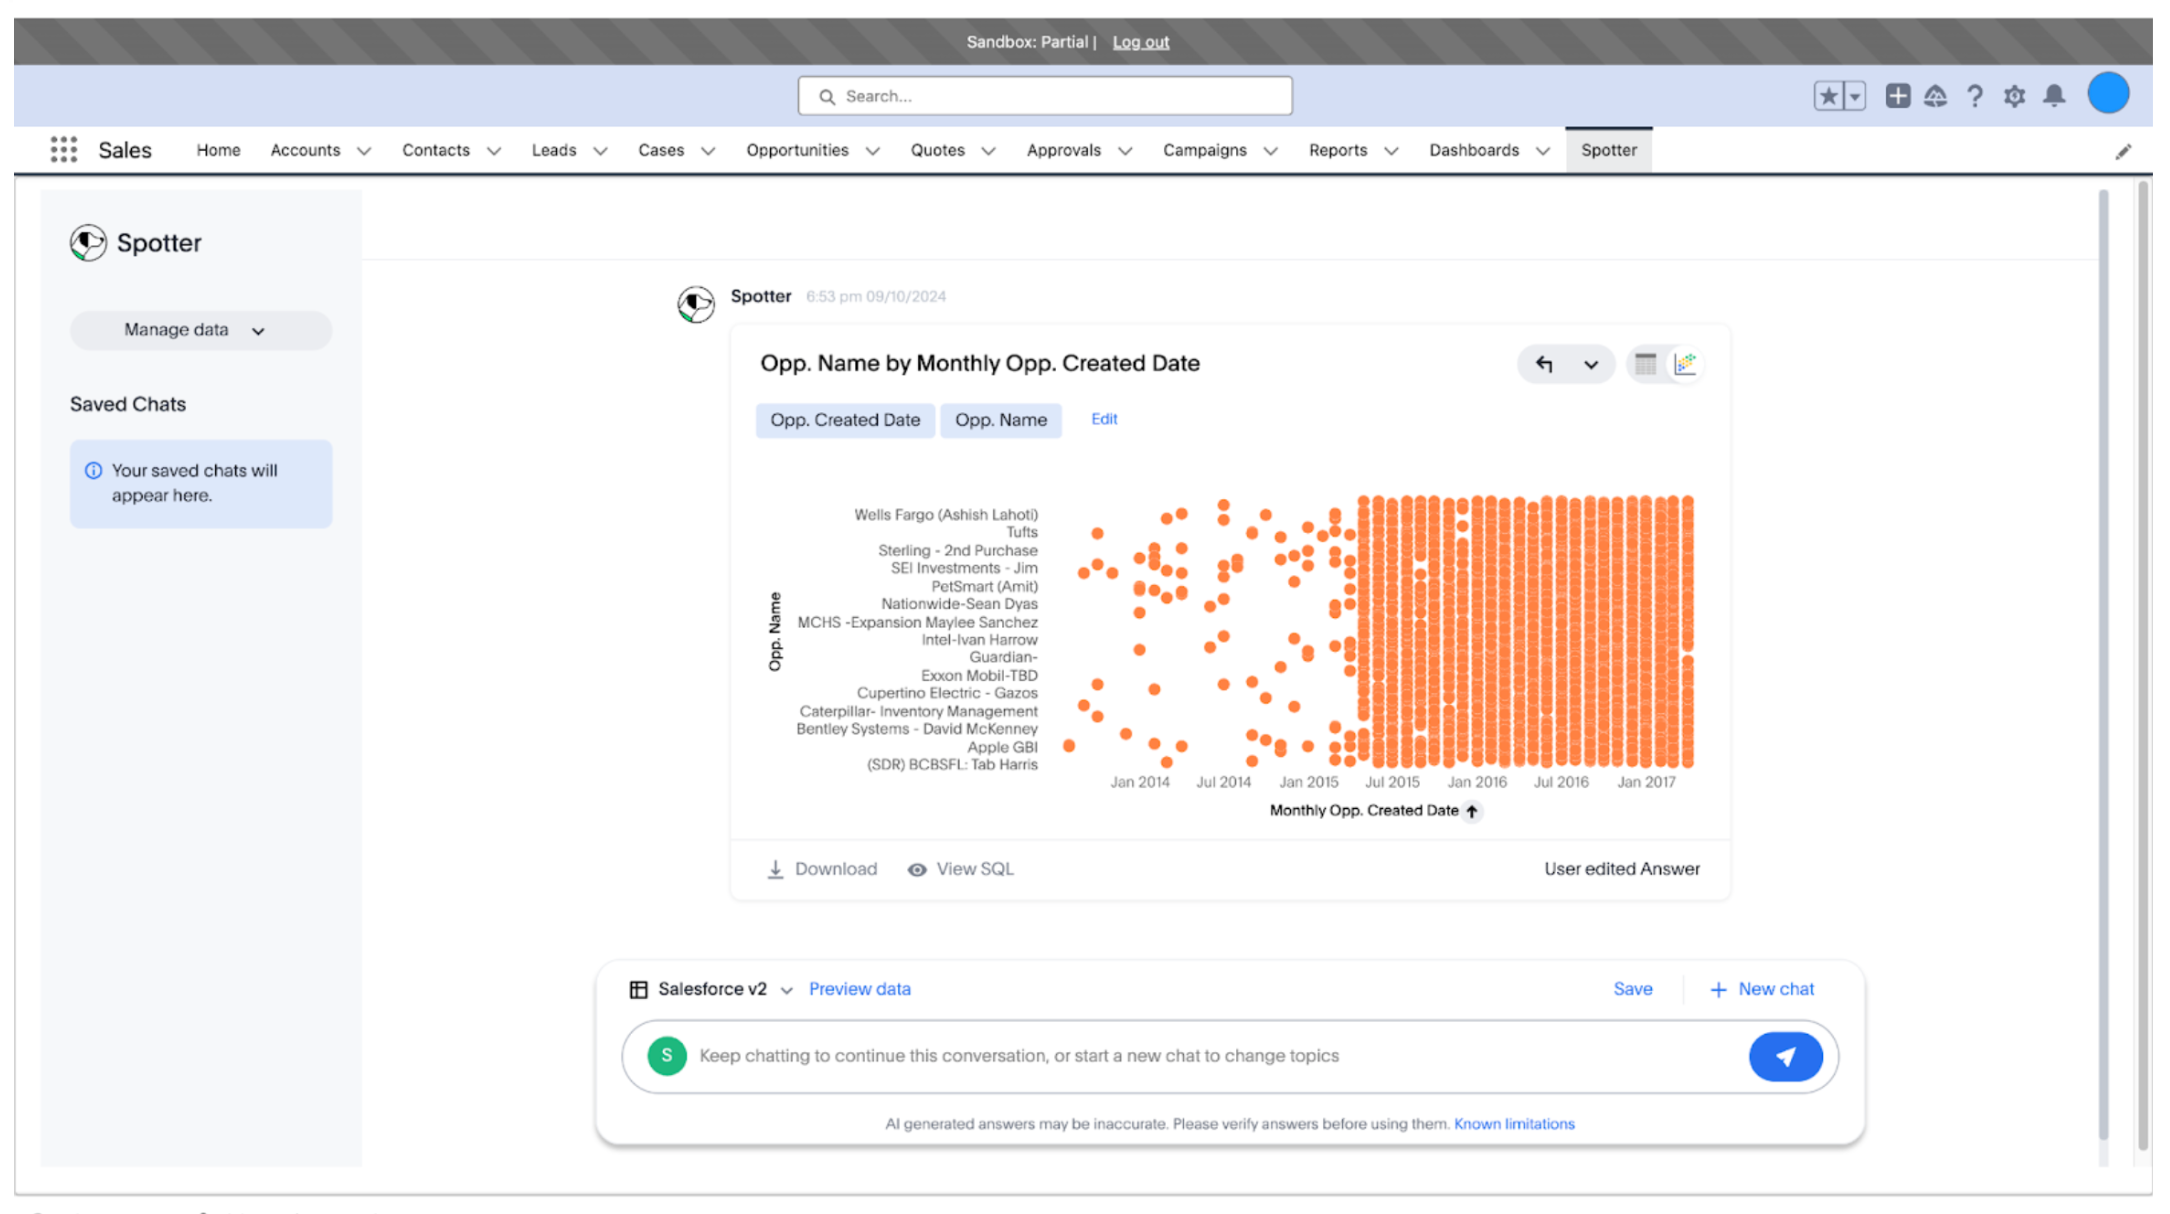 Sandbox: Partial | Log out
Search...
Sales Home Accounts Contacts Leads Cases Opportunities Quotes Approvals Campaigns Reports Dashboards Spotter
Spotter
Manage data
Saved Chats
Your saved chats will
appear here.
Spotter 6:53 pm 09/10/2024
Opp. Name by Monthly Opp. Created Date
Opp. Created Date Opp. Name Edit
Opp. Name
Wells Fargo (Ashish Lahoti)
Tufts
Sterling - 2nd Purchase
SEI Investments - Jim
PetSmart (Amit)
Nationwide-Sean Dyas
MCHS -Expansion Maylee Sanchez
Intel-Ivan Harrow
Guardian-
Exxon Mobil-TBD
Cupertino Electric - Gazos
Caterpillar- Inventory Management
Bentley Systems - David McKenney
Apple GBI
(SDR) BCBSFL: Tab Harris
Jan 2014 Jul 2014 Jan 2015 Jul 2015 Jan 2016 Jul 2016 Jan 2017
Monthly Opp. Created Date
Download View SQL User edited Answer
Salesforce v2 Preview data Save + New chat
S Keep chatting to continue this conversation, or start a new chat to change topics
AI generated answers may be inaccurate. Please verify answers before using them. Known limitations